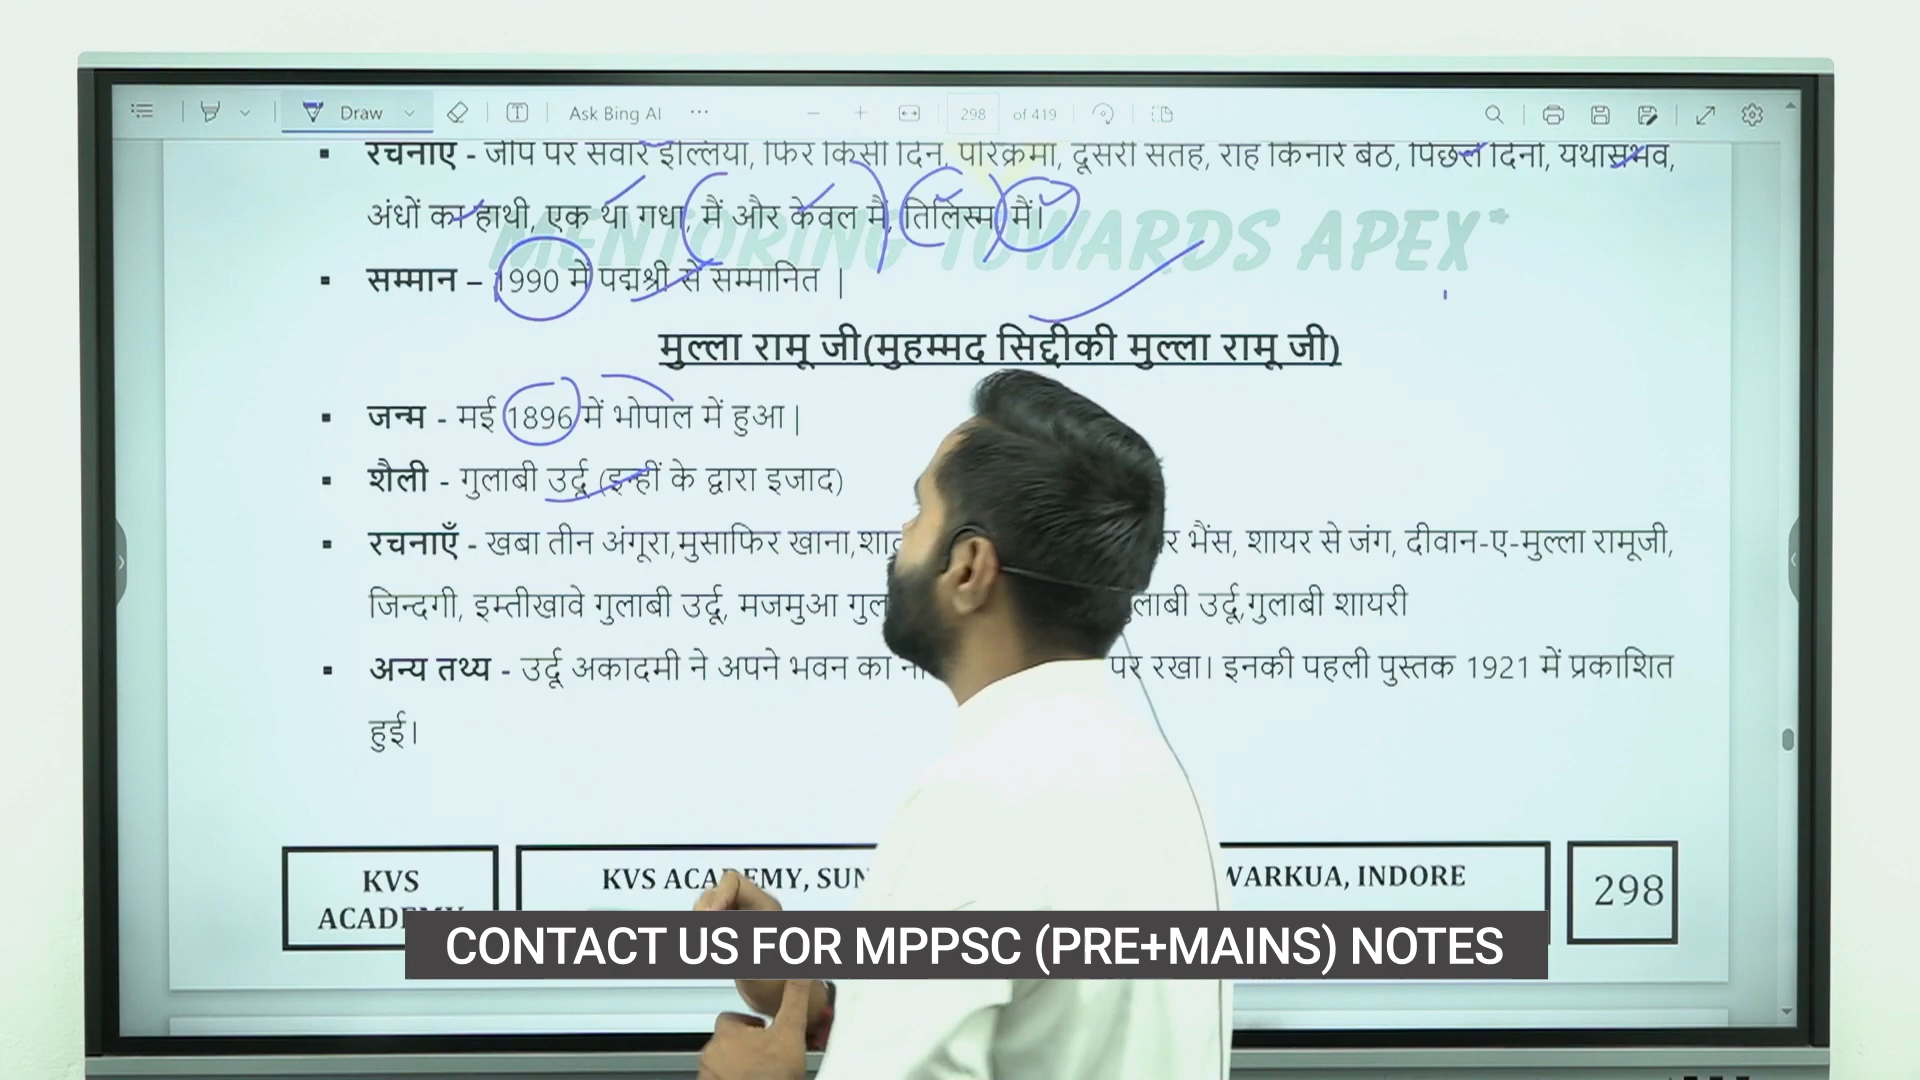 Draw
Ask Bing AI
298 of 419
रचनाएं - जीप पर सवार इल्लियां, फिर किसी दिन, परिक्रमा, दूसरी सतह, राह किनारे बैठ, पिछले दिनों, यथासंभव,
अंधों का हाथी, एक था गधा, मैं और केवल मैं, तिलिस्म, मैं।
MENTORING TOWARDS APEX*
सम्मान – 1990 में पद्मश्री से सम्मानित |
मुल्ला रामू जी(मुहम्मद सिद्दीकी मुल्ला रामू जी)
जन्म - मई 1896 में भोपाल में हुआ |
शैली - गुलाबी उर्दू (इन्हीं के द्वारा इजाद)
रचनाएँ - खबा तीन अंगूरा,मुसाफिर खाना, भैंस, शायर से जंग, दीवान-ए-मुल्ला रामूजी,
जिन्दगी, इम्तीखावे गुलाबी उर्दू, मजमुआ उर्दू,गुलाबी शायरी
अन्य तथ्य - उर्दू अकादमी ने अपने भवन का पर रखा। इनकी पहली पुस्तक 1921 में प्रकाशित
हुई।
KVS
ACADEMY
KVS ACADEMY, INDORE
298
CONTACT US FOR MPPSC (PRE+MAINS) NOTES